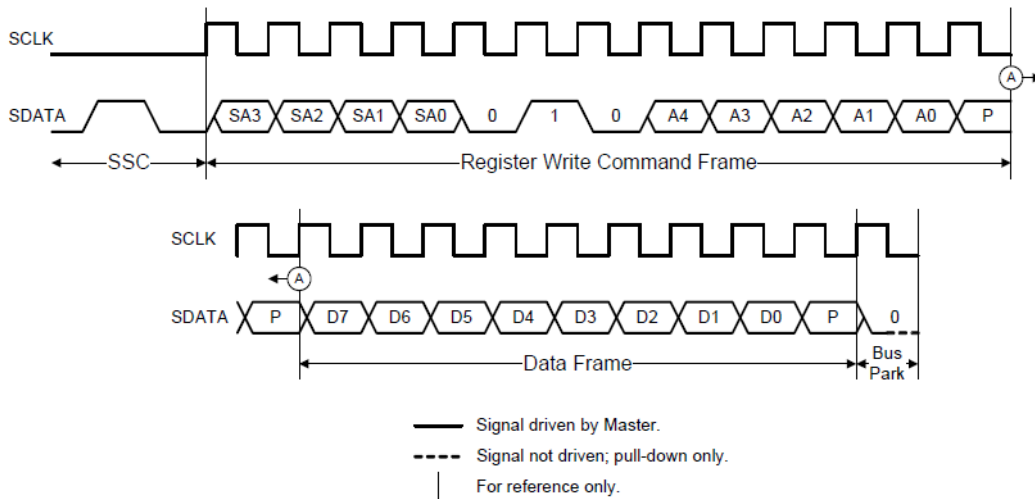 SCLK
A
SDATA SA3 SA2 SA1 SA0 0 1 0 A4 A3 A2 A1 A0 P
SSC Register Write Command Frame
SCLK
A
SDATA P D7 D6 D5 D4 D3 D2 D1 D0 P 0
Data Frame Bus
Park
Signal driven by Master.
Signal not driven; pull-down only.
For reference only.